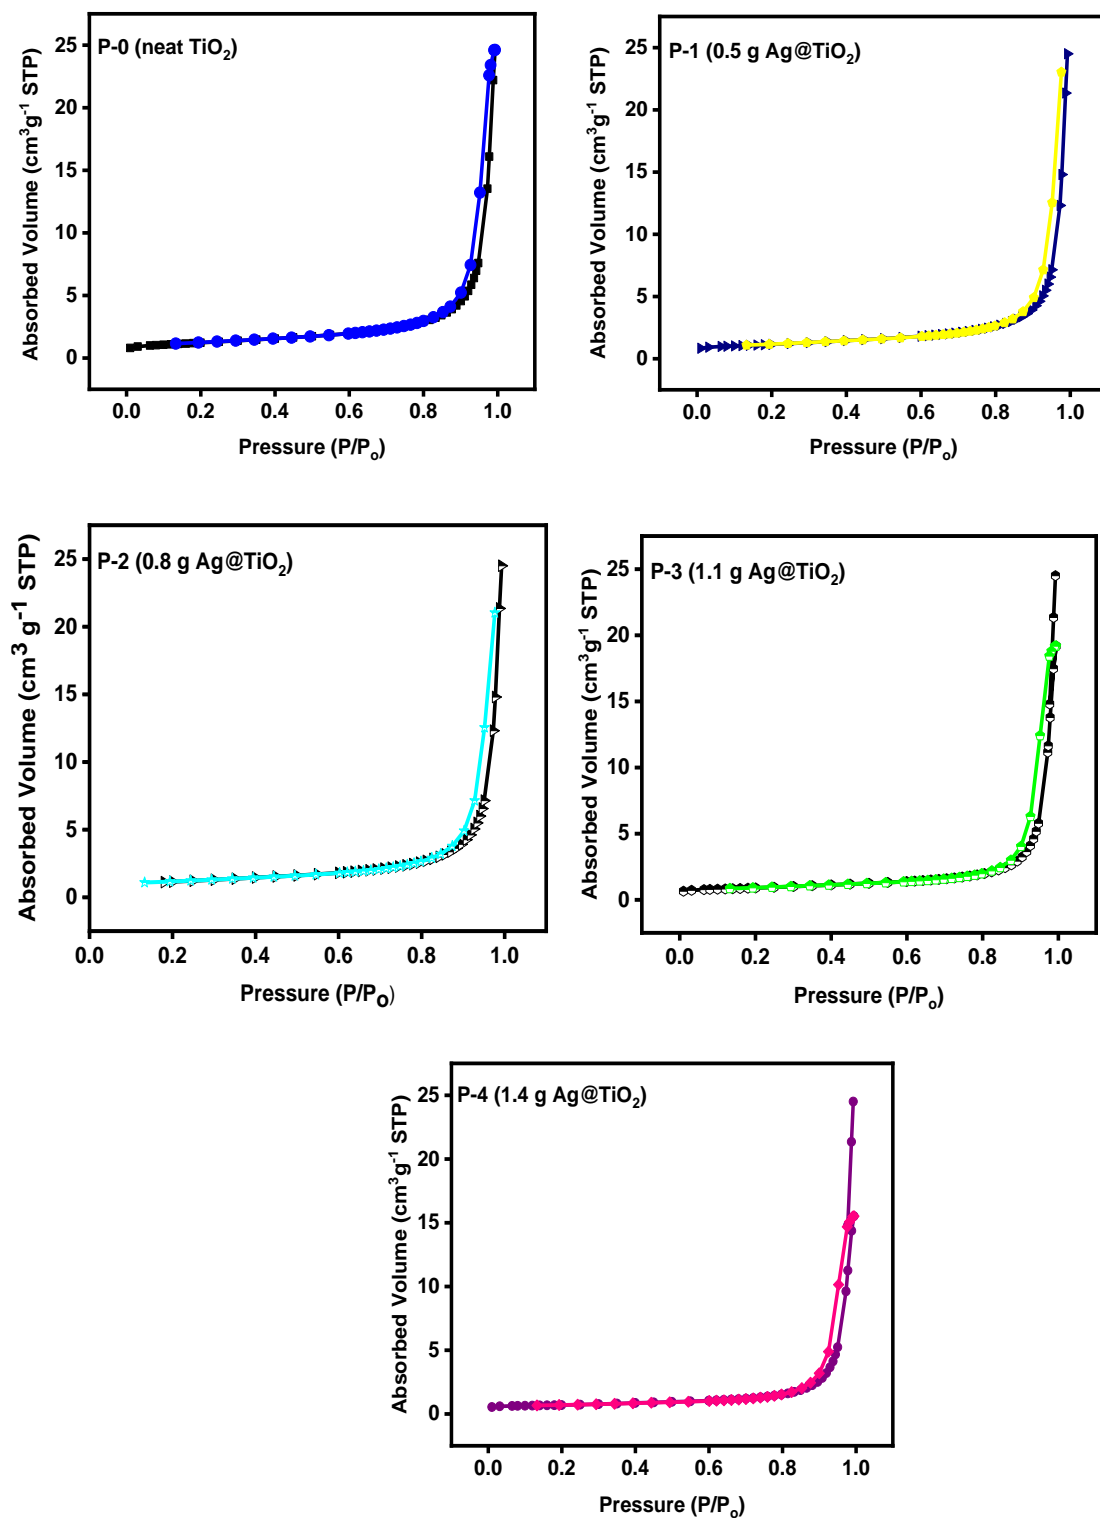 P-0 (neat TiO₂)
25
20
15
10
5
0
Absorbed Volume (cm³g⁻¹ STP)
0.0 0.2 0.4 0.6 0.8 1.0
Pressure (P/Pₒ)
P-1 (0.5 g Ag@TiO₂)
25
20
15
10
5
0
Absorbed Volume (cm³g⁻¹ STP)
0.0 0.2 0.4 0.6 0.8 1.0
Pressure (P/Pₒ)
P-2 (0.8 g Ag@TiO₂)
25
20
15
10
5
0
Absorbed Volume (cm³ g⁻¹ STP)
0.0 0.2 0.4 0.6 0.8 1.0
Pressure (P/Po)
P-3 (1.1 g Ag@TiO₂)
25
20
15
10
5
0
Absorbed Volume (cm³g⁻¹ STP)
0.0 0.2 0.4 0.6 0.8 1.0
Pressure (P/Pₒ)
P-4 (1.4 g Ag@TiO₂)
25
20
15
10
5
0
Absorbed Volume (cm³g⁻¹ STP)
0.0 0.2 0.4 0.6 0.8 1.0
Pressure (P/Pₒ)